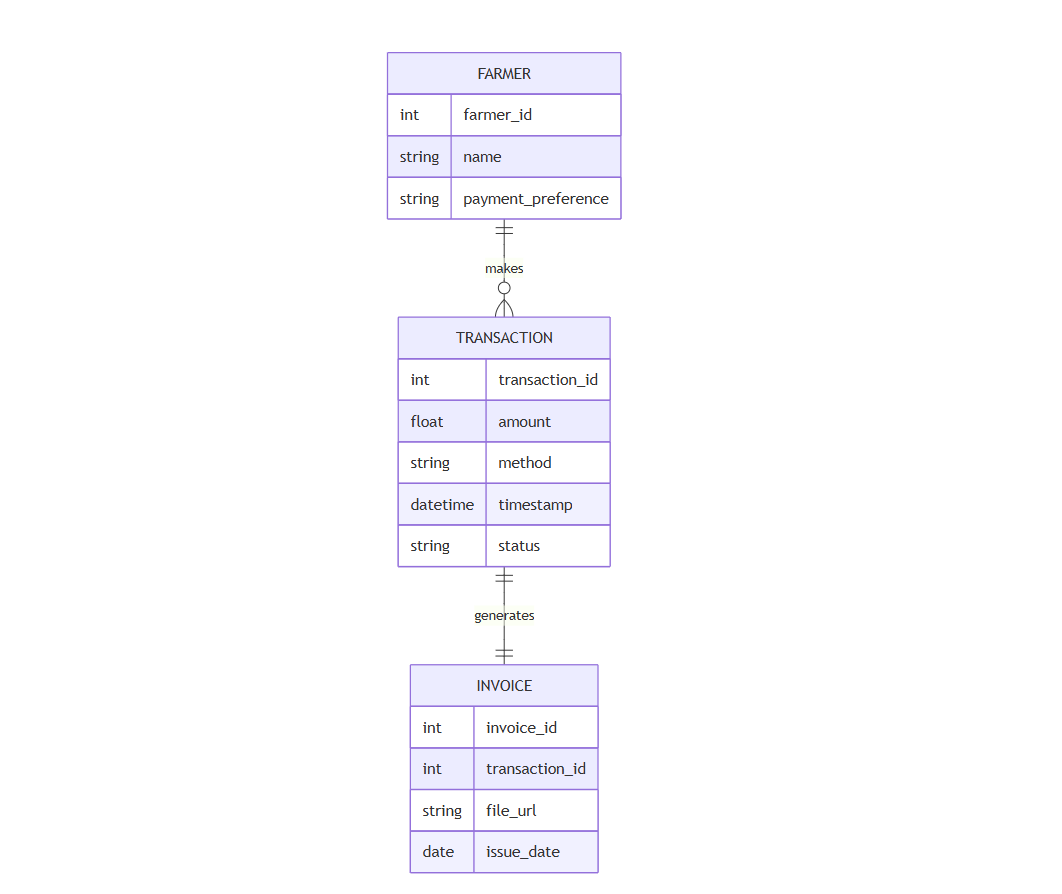 FARMER
int farmer_id
string name
string payment_preference
makes
TRANSACTION
int transaction_id
float amount
string method
datetime timestamp
string status
generates
INVOICE
int invoice_id
int transaction_id
string file_url
date issue_date